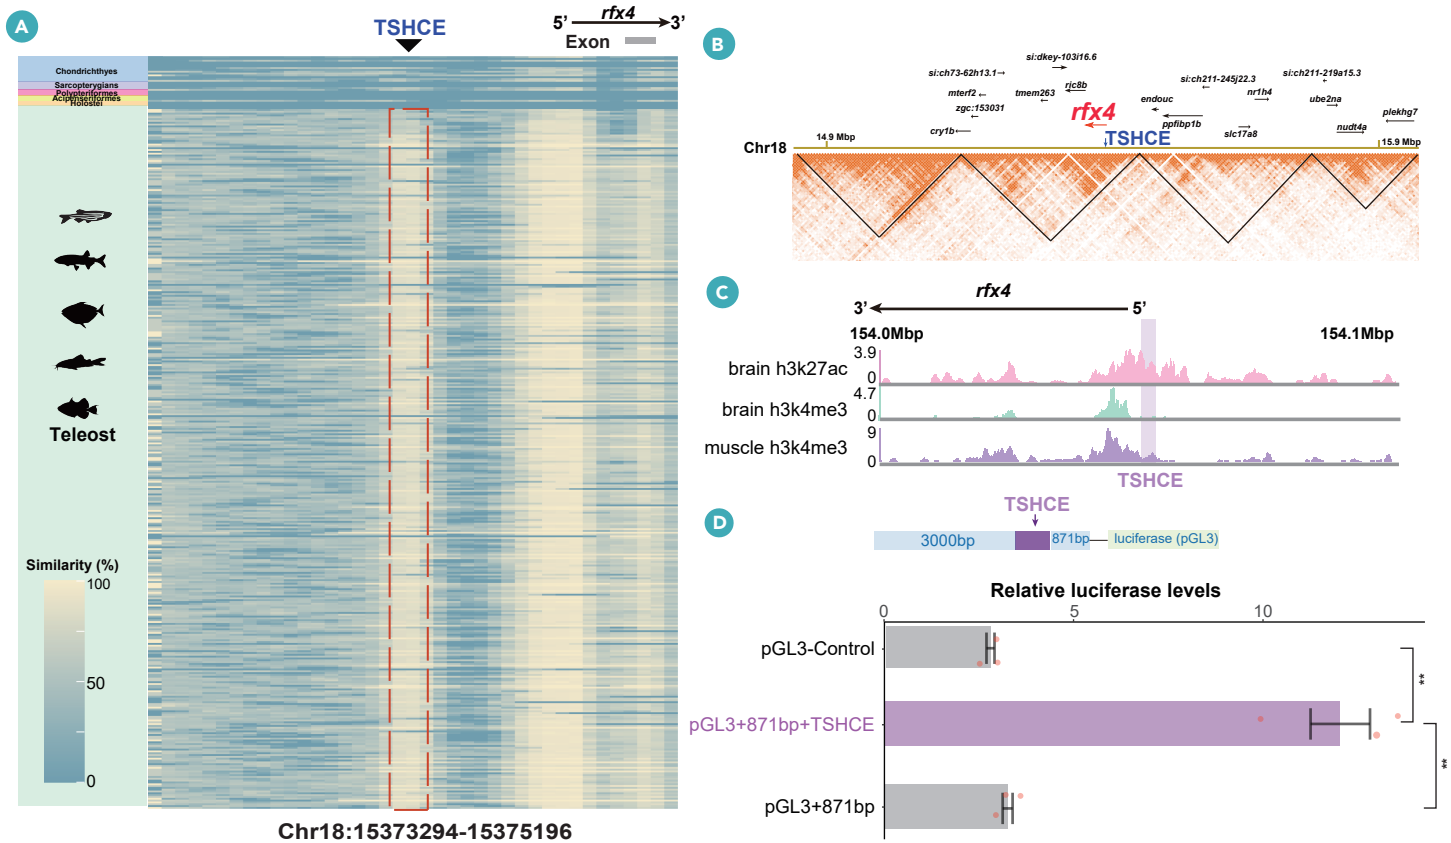 A
TSHCE
5’ rfx4 3’
Exon
Chondrichthyes
Sarcopterygians
Polypteriformes
Acipenseriformes
Holostei
Teleost
Similarity (%)
100
50
0
Chr18:15373294-15375196
B
si:dkey-103i16.6
si:ch73-62h13.1
ric8b
si:ch211-245j22.3
si:ch211-219a15.3
mterf2
tmem263
nr1h4
zgc:153031
rfx4
endouc
ube2na
plekhg7
cry1b
ppfibp1b
slc17a8
nudt4a
14.9 Mbp
TSHCE
15.9 Mbp
Chr18
C
rfx4
3’ 5’
154.0Mbp 154.1Mbp
brain h3k27ac 3.9 0
brain h3k4me3 4.7 0
muscle h3k4me3 9 0
TSHCE
D
TSHCE
3000bp 871bp luciferase (pGL3)
Relative luciferase levels
0 5 10
pGL3-Control
**
pGL3+871bp+TSHCE
**
pGL3+871bp